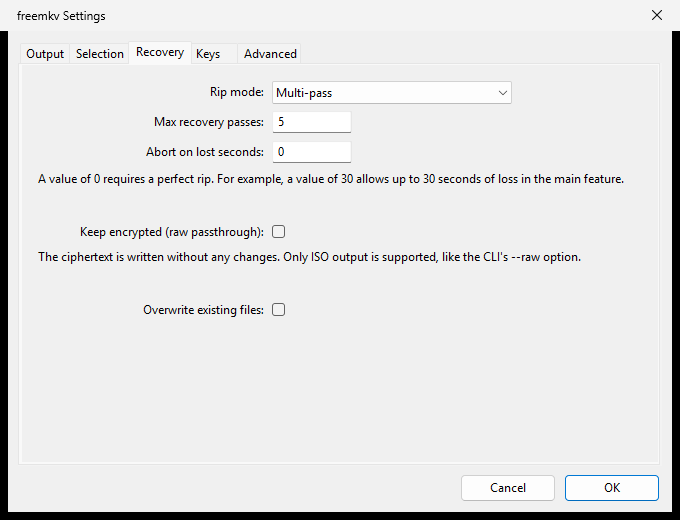 freemkv Settings
Output Selection Recovery Keys Advanced
Rip mode: Multi-pass
Max recovery passes: 5
Abort on lost seconds: 0
A value of 0 requires a perfect rip. For example, a value of 30 allows up to 30 seconds of loss in the main feature.
Keep encrypted (raw passthrough):
The ciphertext is written without any changes. Only ISO output is supported, like the CLI's --raw option.
Overwrite existing files:
Cancel OK